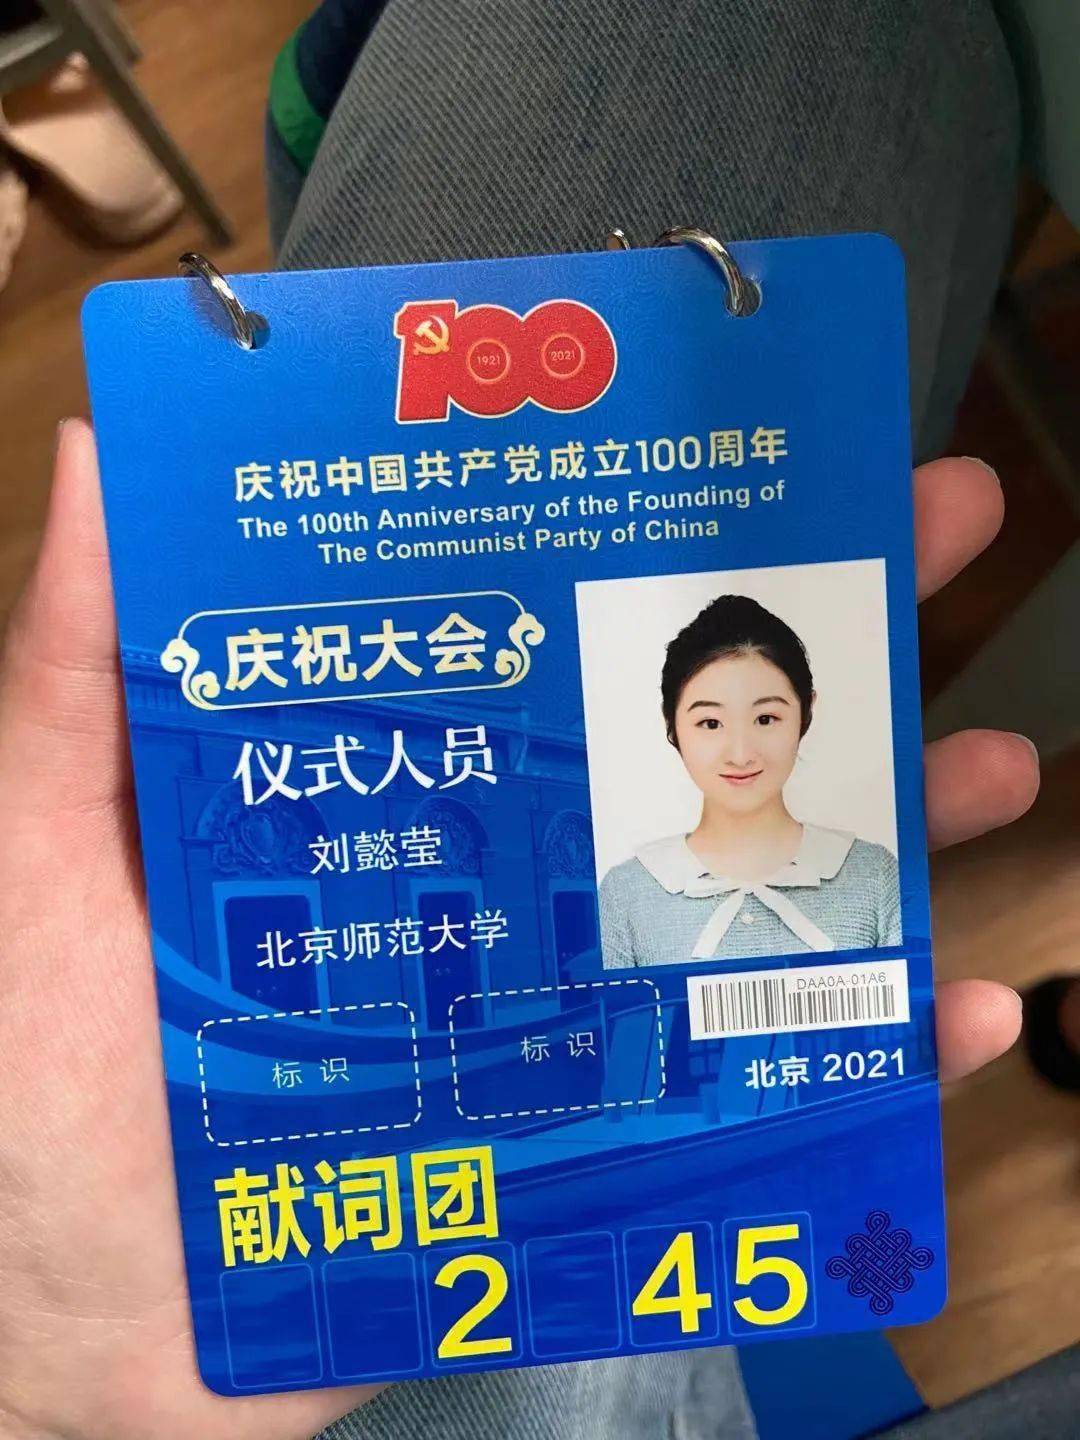 100
1921
2021
庆祝中国共产党成立100周年
The 100th Anniversary of the Founding of
The Communist Party of China
庆祝大会
仪式人员
刘懿莹
北京师范大学
DAA0A-01A6
标 识
标 识
北京 2021
献词团
2 45